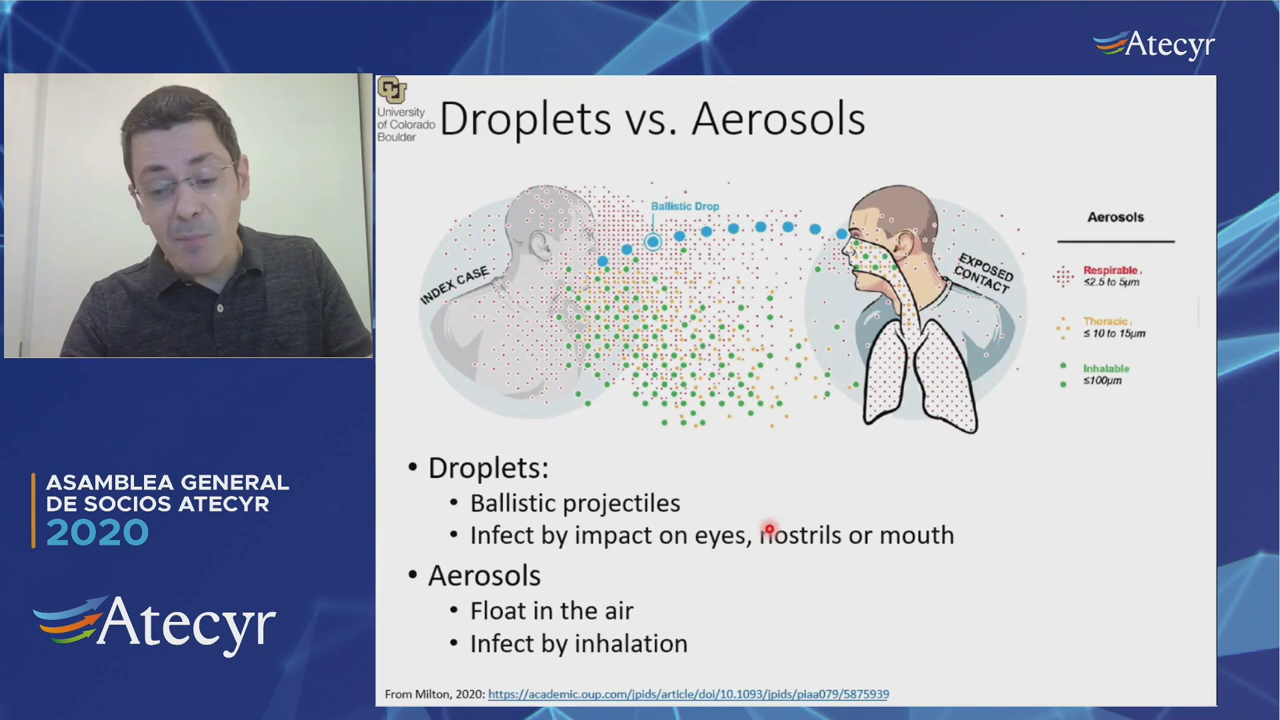 Atecyr
University
of Colorado
Boulder
Droplets vs. Aerosols
Ballistic Drop
INDEX CASE
EXPOSED
CONTACT
Aerosols
Respirable
≤2.5 to 5µm
Thoracic
≤ 10 to 15µm
Inhalable
≤100µm
• Droplets:
• Ballistic projectiles
• Infect by impact on eyes, nostrils or mouth
• Aerosols
• Float in the air
• Infect by inhalation
From Milton, 2020: https://academic.oup.com/jpids/article/doi/10.1093/jpids/piaa079/5875939
ASAMBLEA GENERAL
DE SOCIOS ATECYR
2020
Atecyr